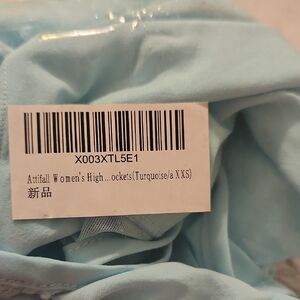 X003XTL5E1
Attifall Women's High...ockets(Turquoise/a XXS)
新品